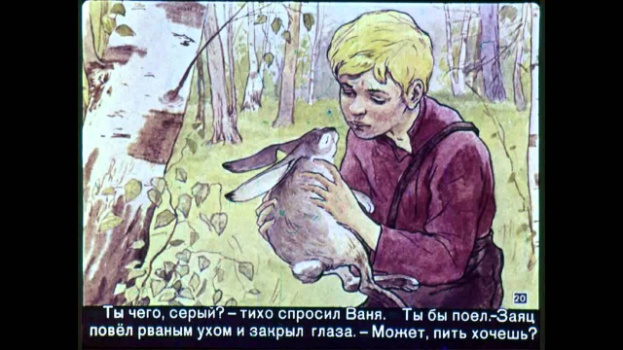 20
Ты чего, серый? – тихо спросил Ваня. Ты бы поел.-Заяц
повёл рваным ухом и закрыл глаза. – Может, пить хочешь?